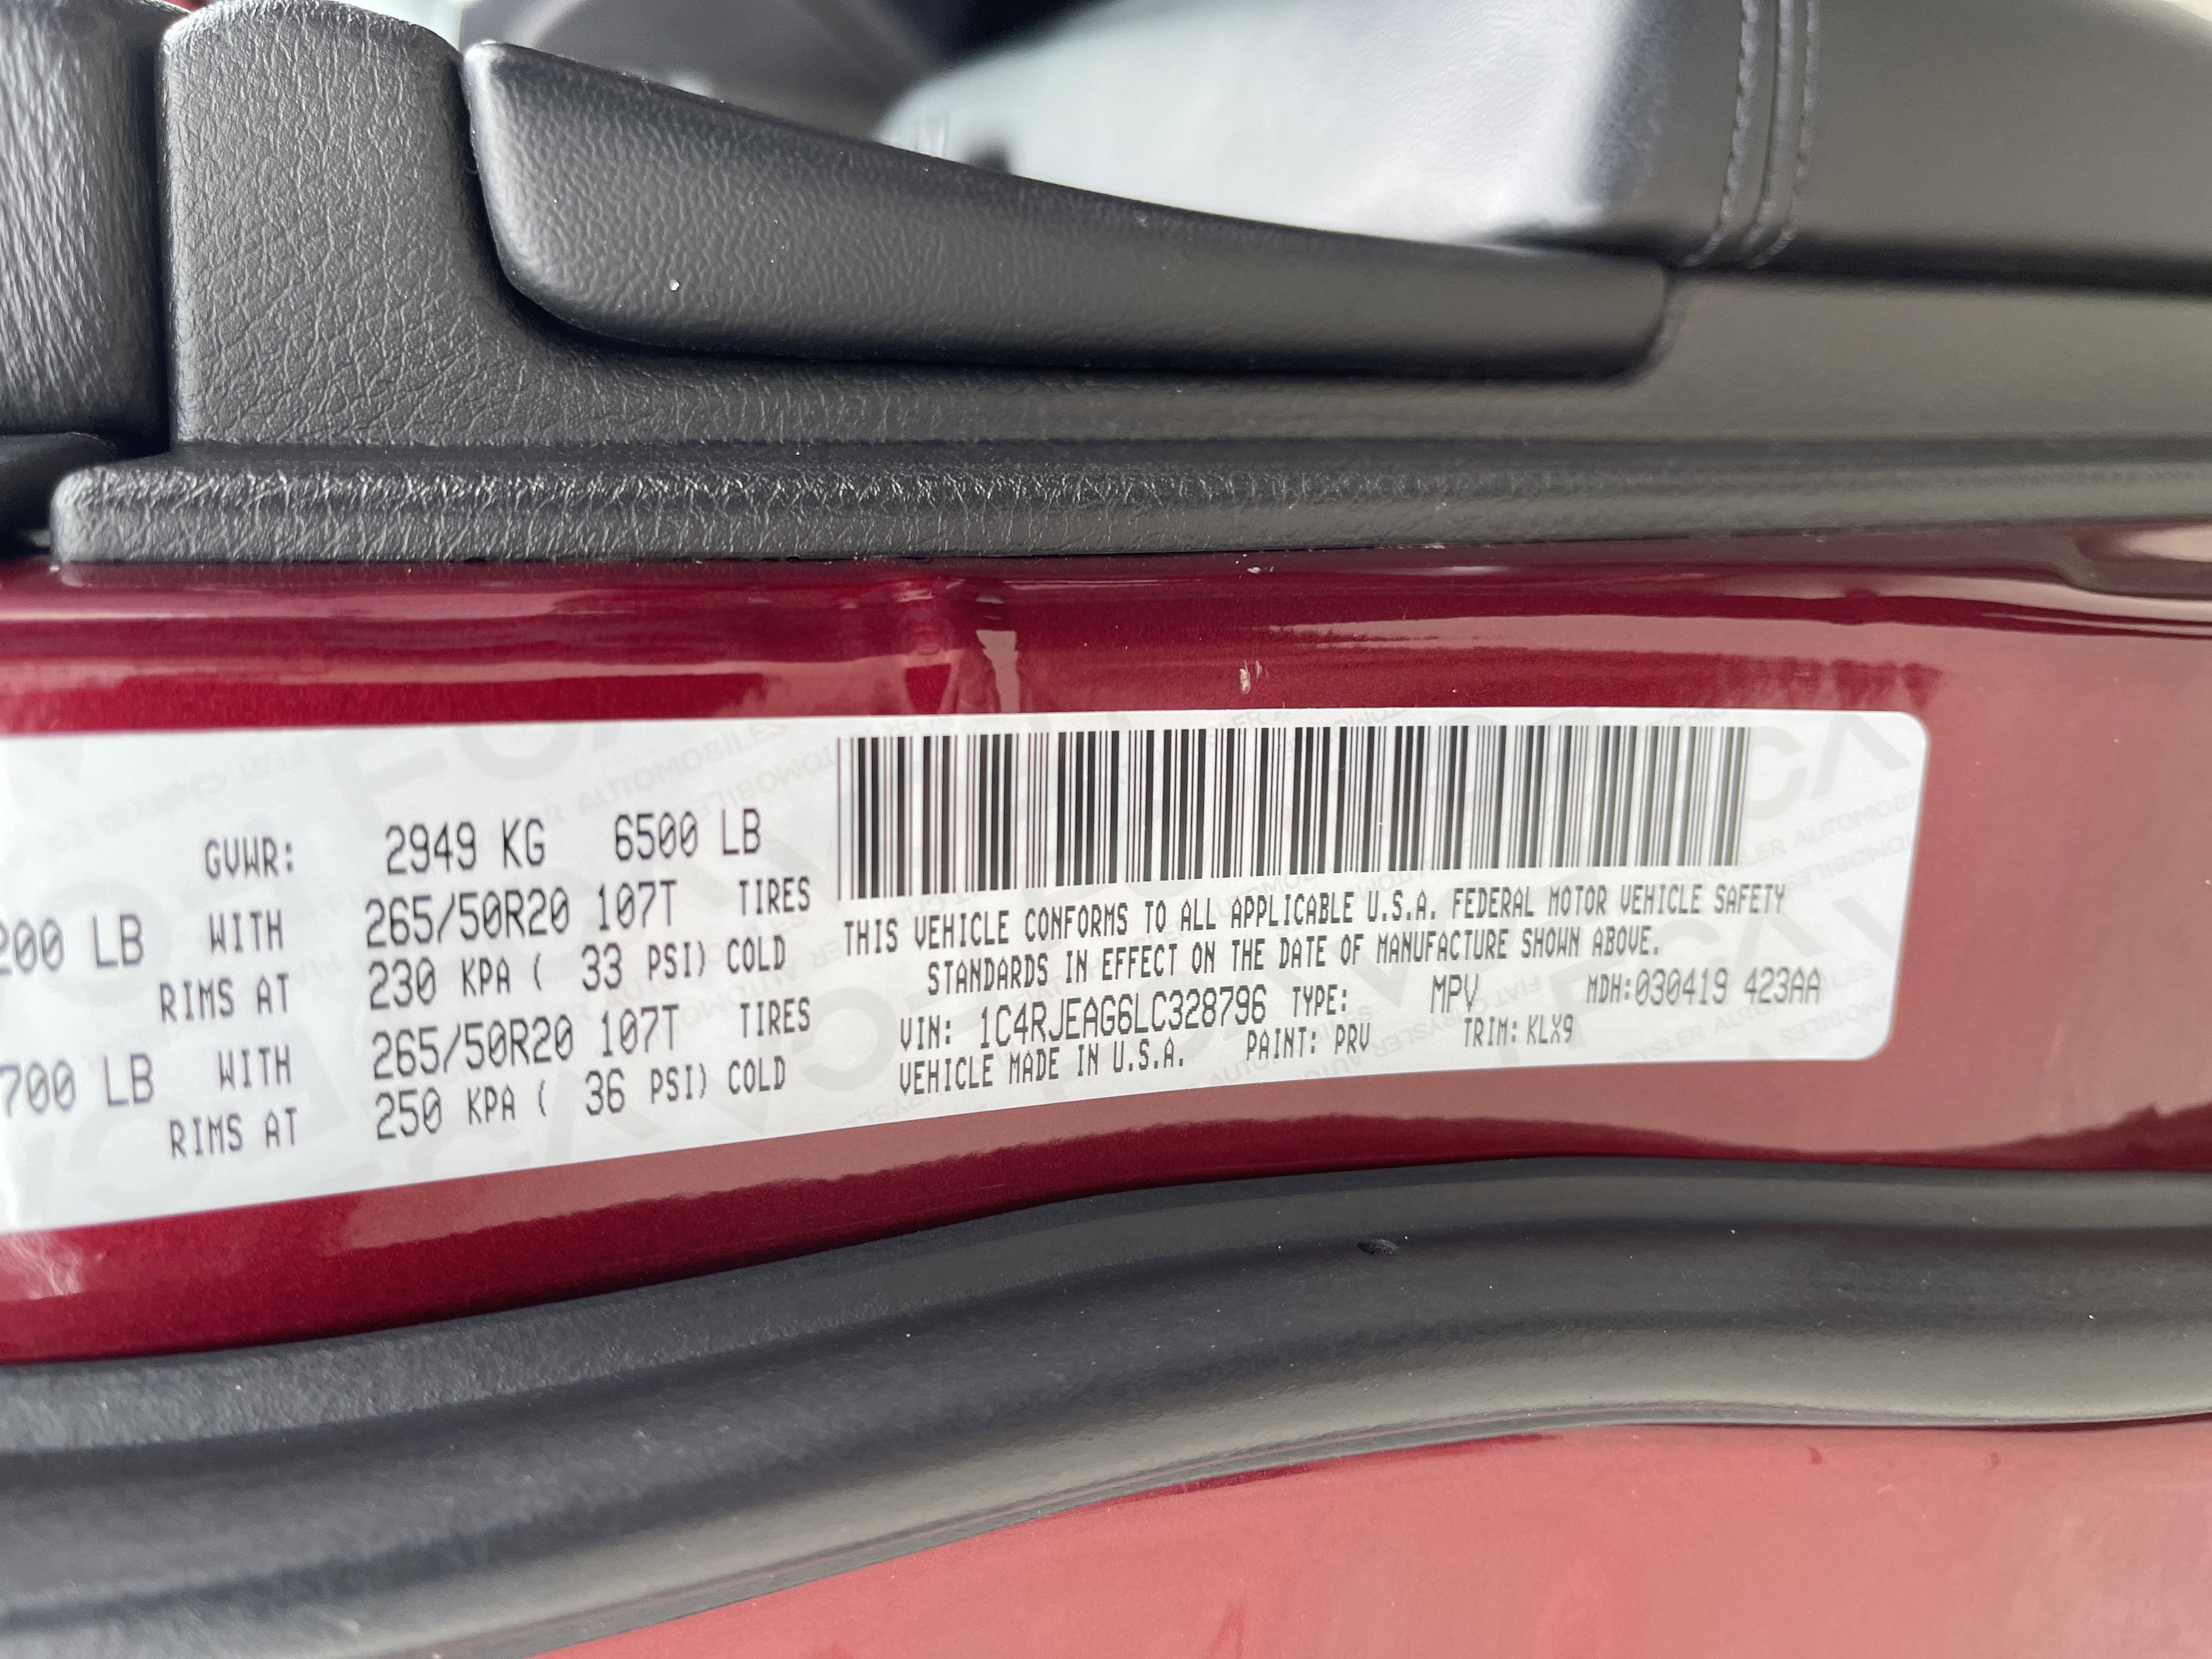 GVWR: 2949 KG 6500 LB
200 LB WITH 265/50R20 107T TIRES
RIMS AT 230 KPA ( 33 PSI) COLD
700 LB WITH 265/50R20 107T TIRES
RIMS AT 250 KPA ( 36 PSI) COLD
THIS VEHICLE CONFORMS TO ALL APPLICABLE U.S.A. FEDERAL MOTOR VEHICLE SAFETY
STANDARDS IN EFFECT ON THE DATE OF MANUFACTURE SHOWN ABOVE.
VIN: 1C4RJEAG6LC328796 TYPE: MPV MDH:030419 423AA
VEHICLE MADE IN U.S.A. PAINT: PRV TRIM: KLX9